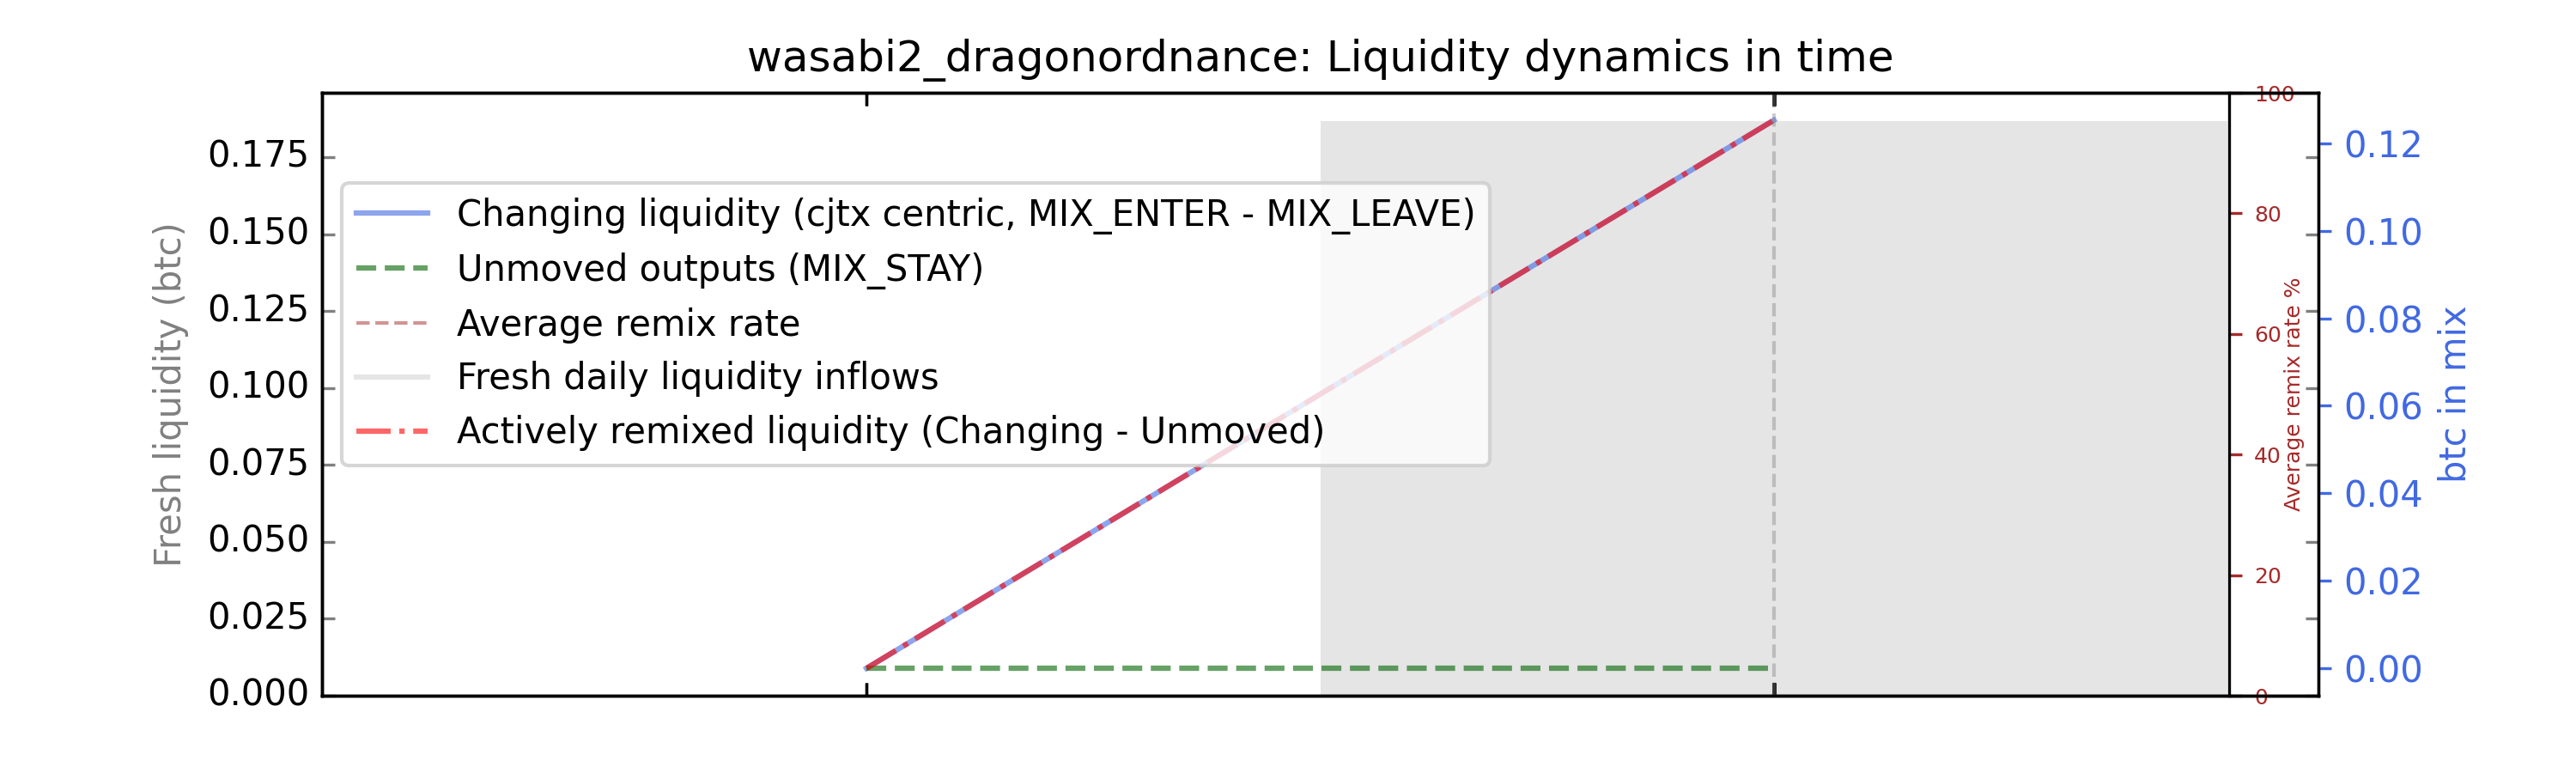 wasabi2_dragonordnance: Liquidity dynamics in time
Fresh liquidity (btc)
0.175
0.150
0.125
0.100
0.075
0.050
0.025
0.000
Changing liquidity (cjtx centric, MIX_ENTER - MIX_LEAVE)
Unmoved outputs (MIX_STAY)
Average remix rate
Fresh daily liquidity inflows
Actively remixed liquidity (Changing - Unmoved)
100
80
60
40
20
0
Average remix rate %
0.12
0.10
0.08
0.06
0.04
0.02
0.00
btc in mix